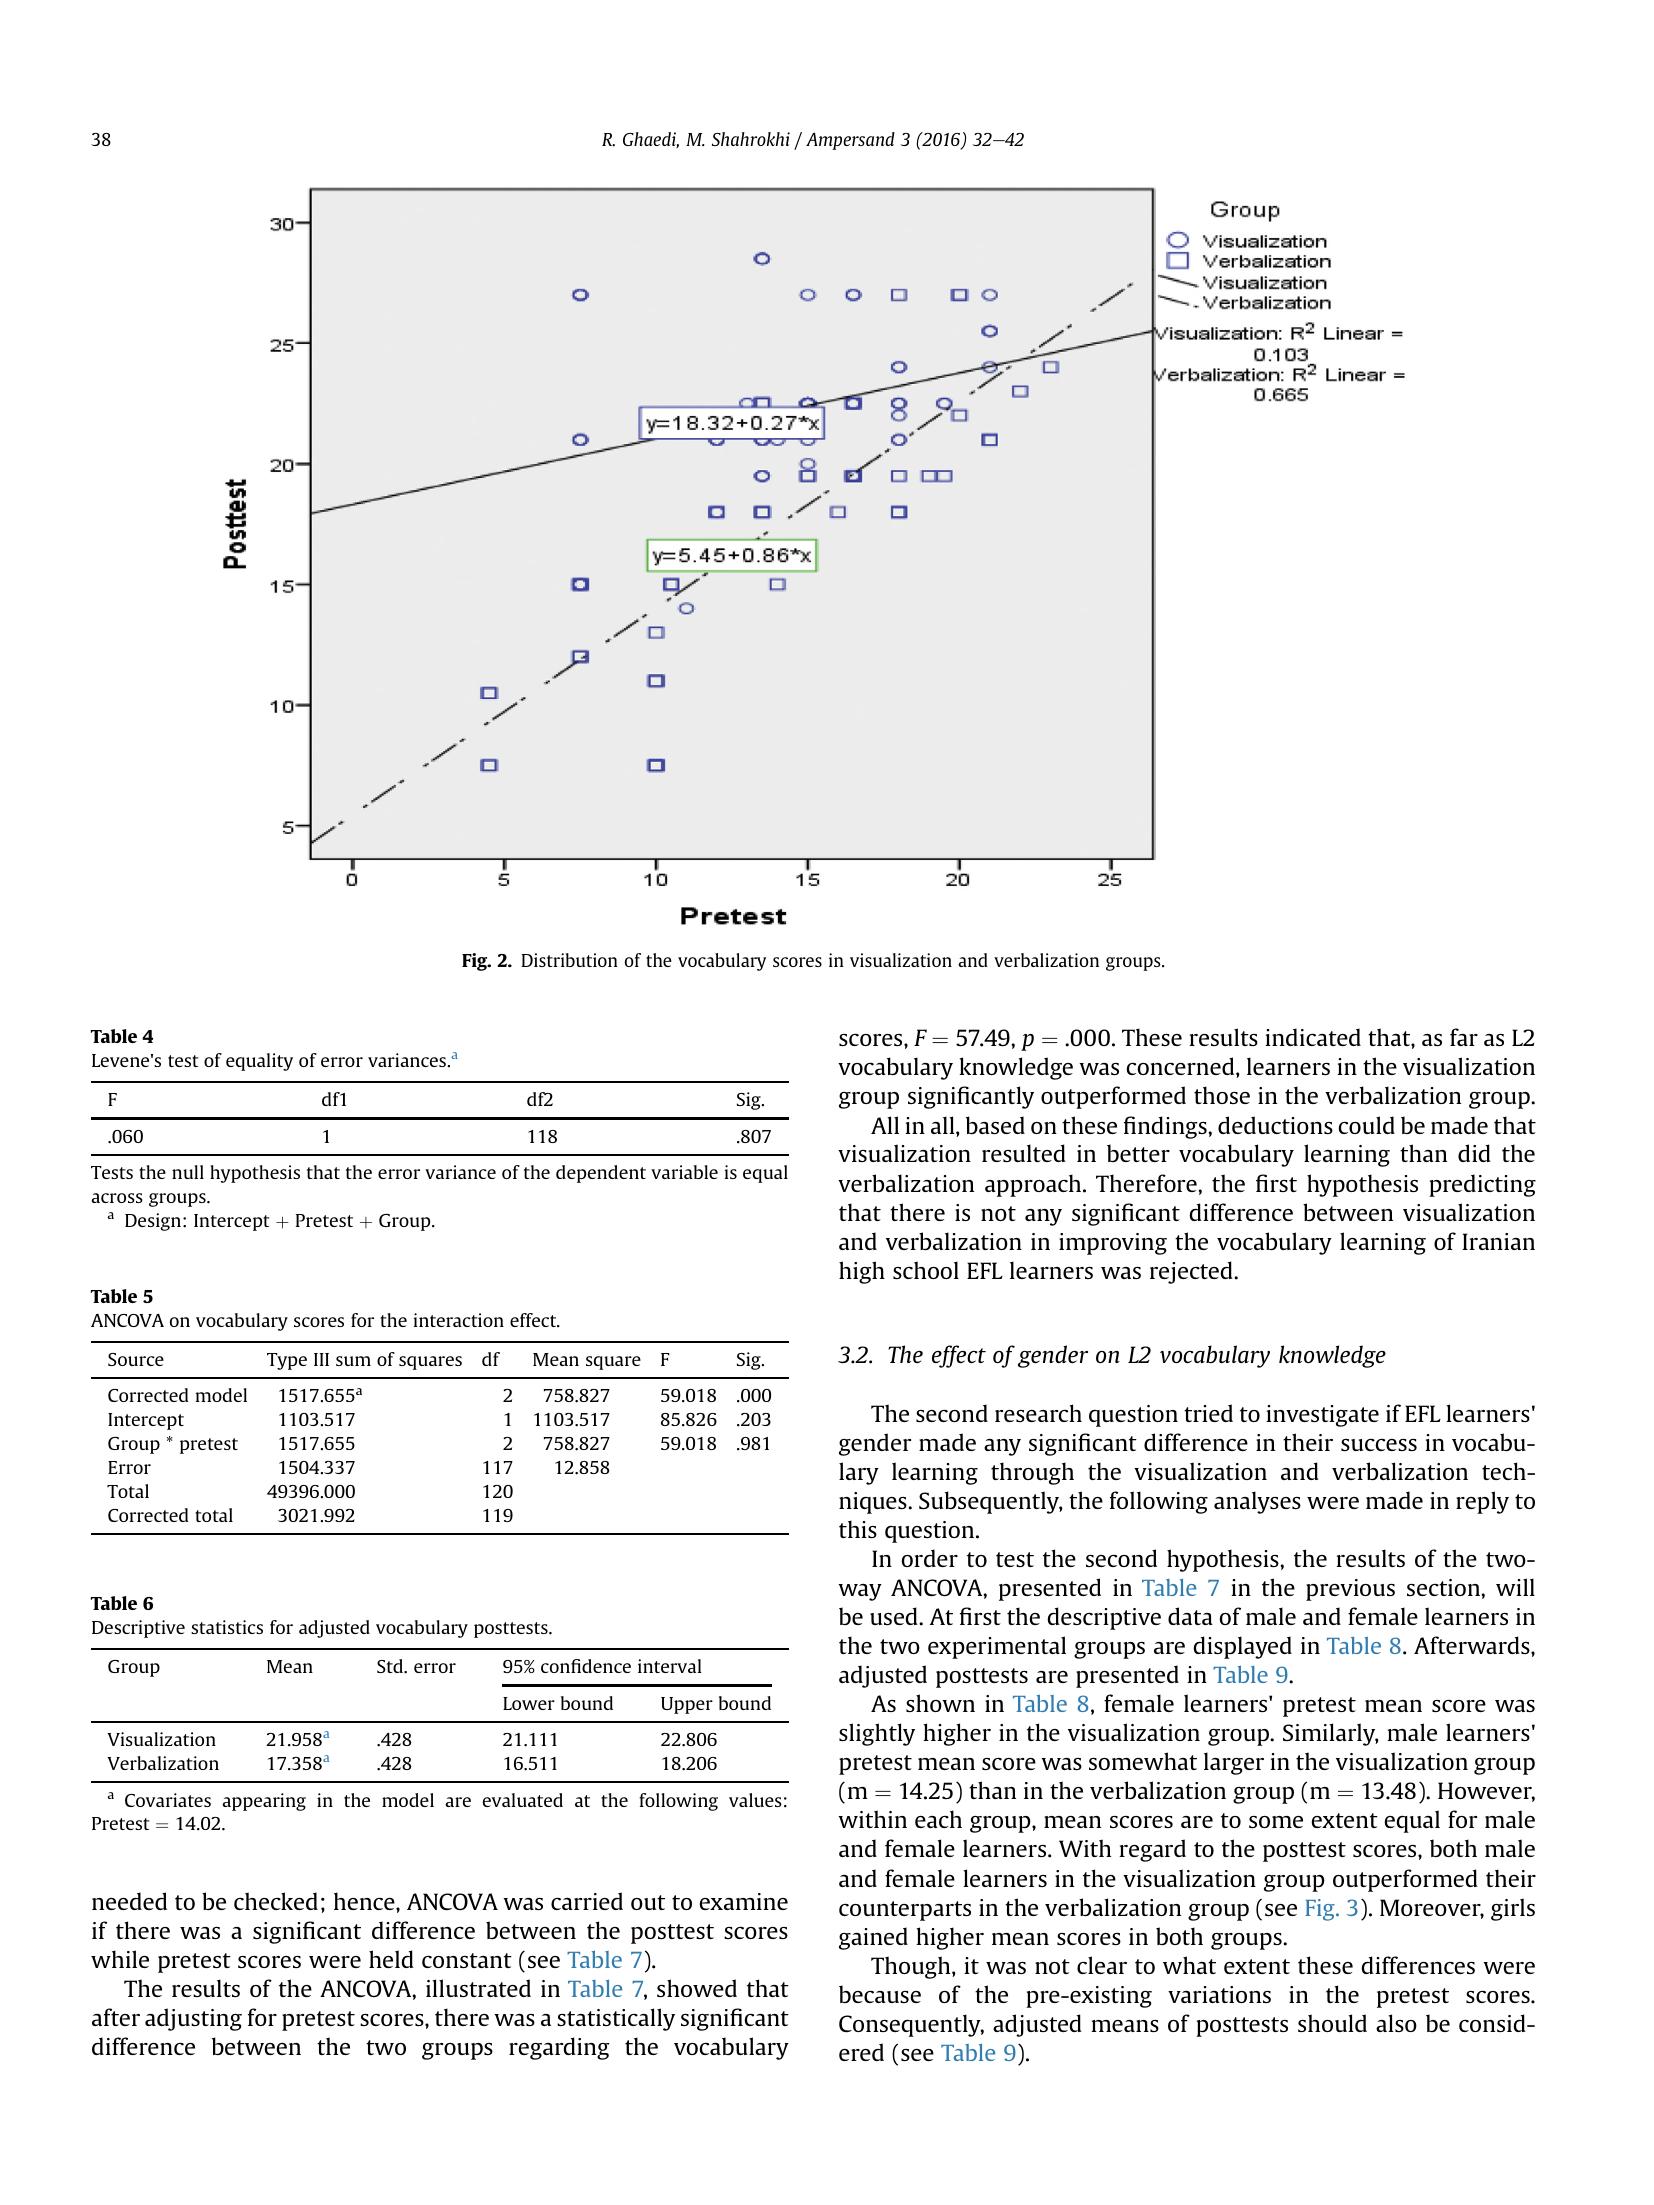 38
R. Ghaedi, M. Shahrokhi / Ampersand 3 (2016) 32–42
30
25
20
15
10
5
Posttest
0 5 10 15 20 25
Pretest
y=18.32+0.27*x
y=5.45+0.86*x
Group
Visualization
Verbalization
Visualization
Verbalization
Visualization: R² Linear =
0.103
Verbalization: R² Linear =
0.665
Fig. 2. Distribution of the vocabulary scores in visualization and verbalization groups.
Table 4
Levene's test of equality of error variances.a
F df1 df2 Sig.
.060 1 118 .807
Tests the null hypothesis that the error variance of the dependent variable is equal
across groups.
a Design: Intercept + Pretest + Group.
Table 5
ANCOVA on vocabulary scores for the interaction effect.
Source Type III sum of squares df Mean square F Sig.
Corrected model 1517.655a 2 758.827 59.018 .000
Intercept 1103.517 1 1103.517 85.826 .203
Group * pretest 1517.655 2 758.827 59.018 .981
Error 1504.337 117 12.858
Total 49396.000 120
Corrected total 3021.992 119
Table 6
Descriptive statistics for adjusted vocabulary posttests.
Group Mean Std. error 95% confidence interval
Lower bound Upper bound
Visualization 21.958a .428 21.111 22.806
Verbalization 17.358a .428 16.511 18.206
a Covariates appearing in the model are evaluated at the following values:
Pretest = 14.02.
needed to be checked; hence, ANCOVA was carried out to examine
if there was a significant difference between the posttest scores
while pretest scores were held constant (see Table 7).
The results of the ANCOVA, illustrated in Table 7, showed that
after adjusting for pretest scores, there was a statistically significant
difference between the two groups regarding the vocabulary
scores, F = 57.49, p = .000. These results indicated that, as far as L2
vocabulary knowledge was concerned, learners in the visualization
group significantly outperformed those in the verbalization group.
All in all, based on these findings, deductions could be made that
visualization resulted in better vocabulary learning than did the
verbalization approach. Therefore, the first hypothesis predicting
that there is not any significant difference between visualization
and verbalization in improving the vocabulary learning of Iranian
high school EFL learners was rejected.
3.2. The effect of gender on L2 vocabulary knowledge
The second research question tried to investigate if EFL learners'
gender made any significant difference in their success in vocabu-
lary learning through the visualization and verbalization tech-
niques. Subsequently, the following analyses were made in reply to
this question.
In order to test the second hypothesis, the results of the two-
way ANCOVA, presented in Table 7 in the previous section, will
be used. At first the descriptive data of male and female learners in
the two experimental groups are displayed in Table 8. Afterwards,
adjusted posttests are presented in Table 9.
As shown in Table 8, female learners' pretest mean score was
slightly higher in the visualization group. Similarly, male learners'
pretest mean score was somewhat larger in the visualization group
(m = 14.25) than in the verbalization group (m = 13.48). However,
within each group, mean scores are to some extent equal for male
and female learners. With regard to the posttest scores, both male
and female learners in the visualization group outperformed their
counterparts in the verbalization group (see Fig. 3). Moreover, girls
gained higher mean scores in both groups.
Though, it was not clear to what extent these differences were
because of the pre-existing variations in the pretest scores.
Consequently, adjusted means of posttests should also be consid-
ered (see Table 9).